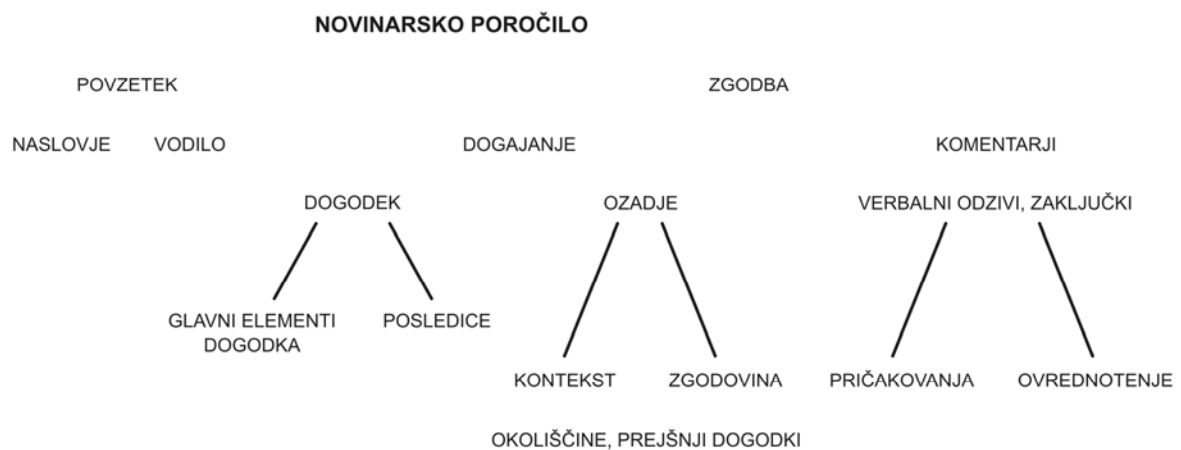 NOVINARSKO POROČILO
POVZETEK ZGODBA
NASLOVJE VODILO DOGAJANJE KOMENTARJI
DOGODEK OZADJE VERBALNI ODZIVI, ZAKLJUČKI
GLAVNI ELEMENTI POSLEDICE
DOGODKA
KONTEKST ZGODOVINA PRIČAKOVANJA OVREDNOTENJE
OKOLIŠČINE, PREJŠNJI DOGODKI